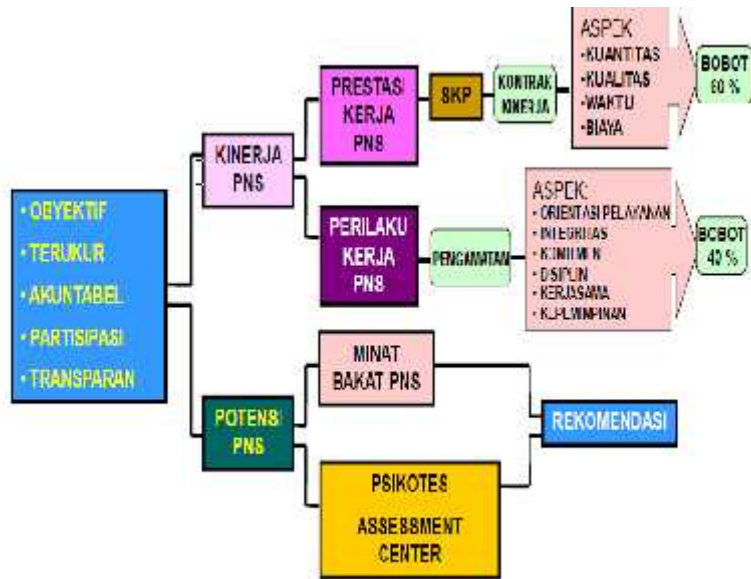 • OBYEKTIF
• TERUKUR
• AKUNTABEL
• PARTISIPASI
• TRANSPARAN
KINERJA
PNS
PRESTASI
KERJA
PNS
SKP
KONTRAK
KINERJA
ASPEK
•KUANTITAS
•KUALITAS
•WAKTU
•BIAYA
BOBOT
60 %
PERILAKU
KERJA
PNS
PENGAMATAN
ASPEK:
• ORIENTASI PELAYANAN
• INTEGRITAS
• KOMITMEN
• DISIPLIN
• KERJASAMA
• KEPEMIMPINAN
BOBOT
40 %
POTENSI
PNS
MINAT
BAKAT PNS
PSIKOTES
ASSESSMENT
CENTER
REKOMENDASI